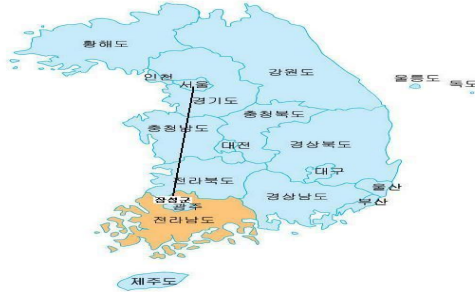 황해도
강원도
인천
서울
울릉도
독도
경기도
충청북도
충청남도
대전
경상북도
대구
전라북도
울산
경상남도
장성군
부산
광주
전라남도
제주도